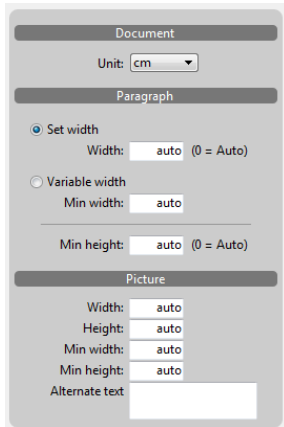 Document
Unit: cm
Paragraph
Set width
Width: auto (0 = Auto)
Variable width
Min width: auto
Min height: auto (0 = Auto)
Picture
Width: auto
Height: auto
Min width: auto
Min height: auto
Alternate text